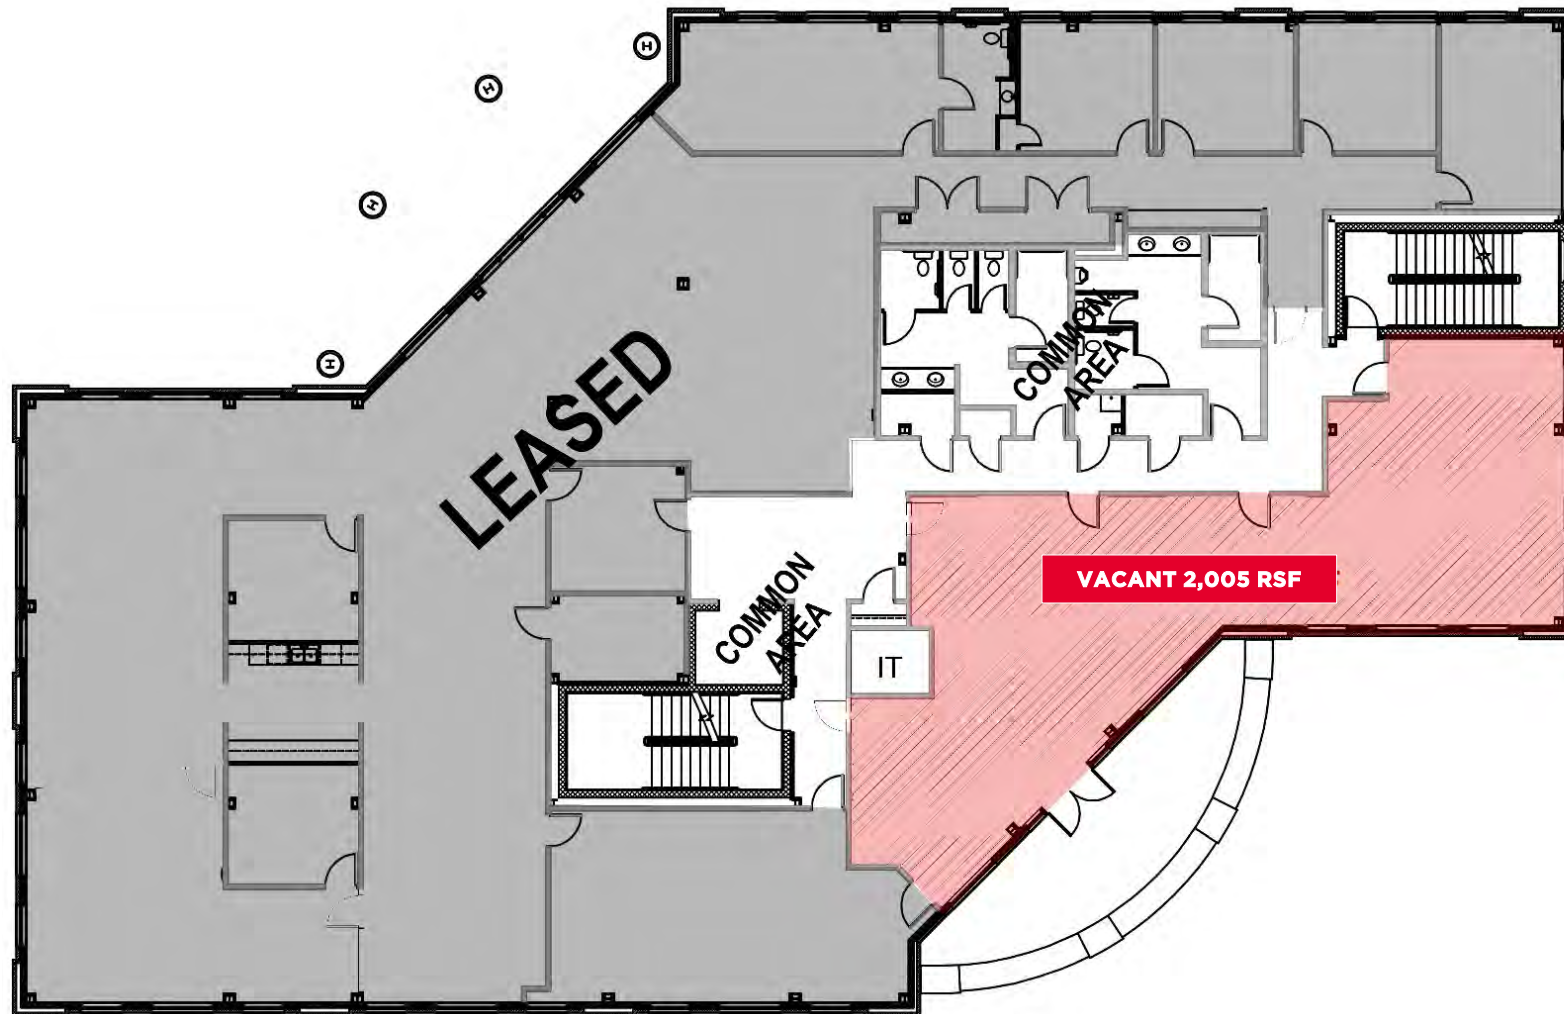 H
H
H
H
LEASED
COMMON
AREA
VACANT 2,005 RSF
COMMON
AREA
IT